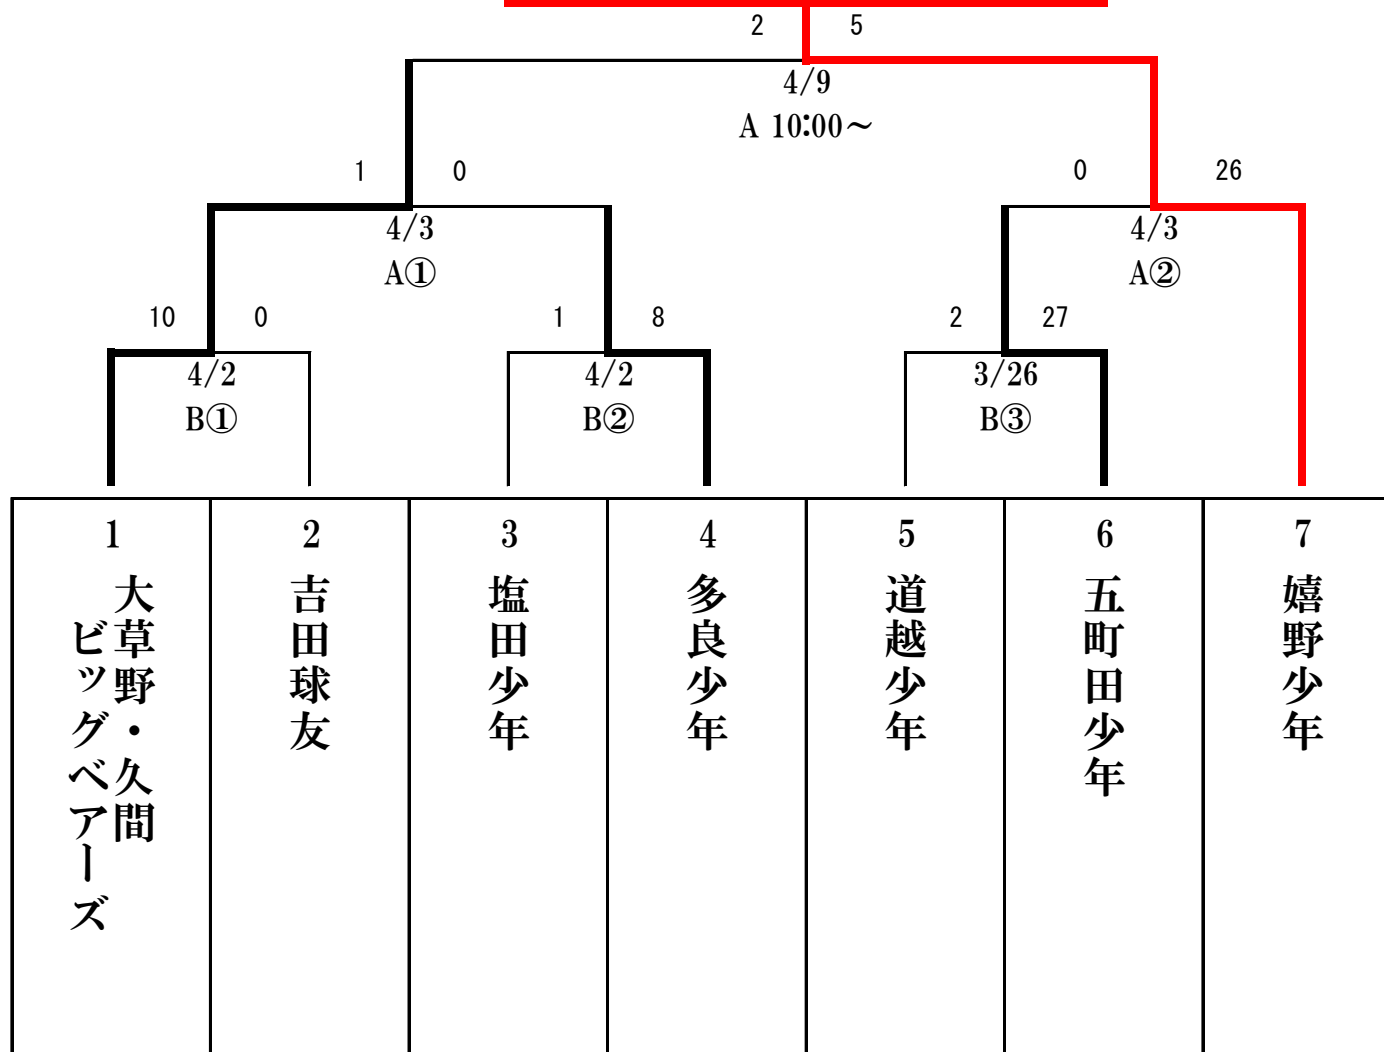 2 5
4/9
A 10:00～
1 0 0 26
4/3 4/3
A① A②
10 0 1 8 2 27
4/2 4/2 3/26
B① B② B③
1 2 3 4 5 6 7
大草野・久間
ビッグベアーズ
吉田球友
塩田少年
多良少年
道越少年
五町田少年
嬉野少年